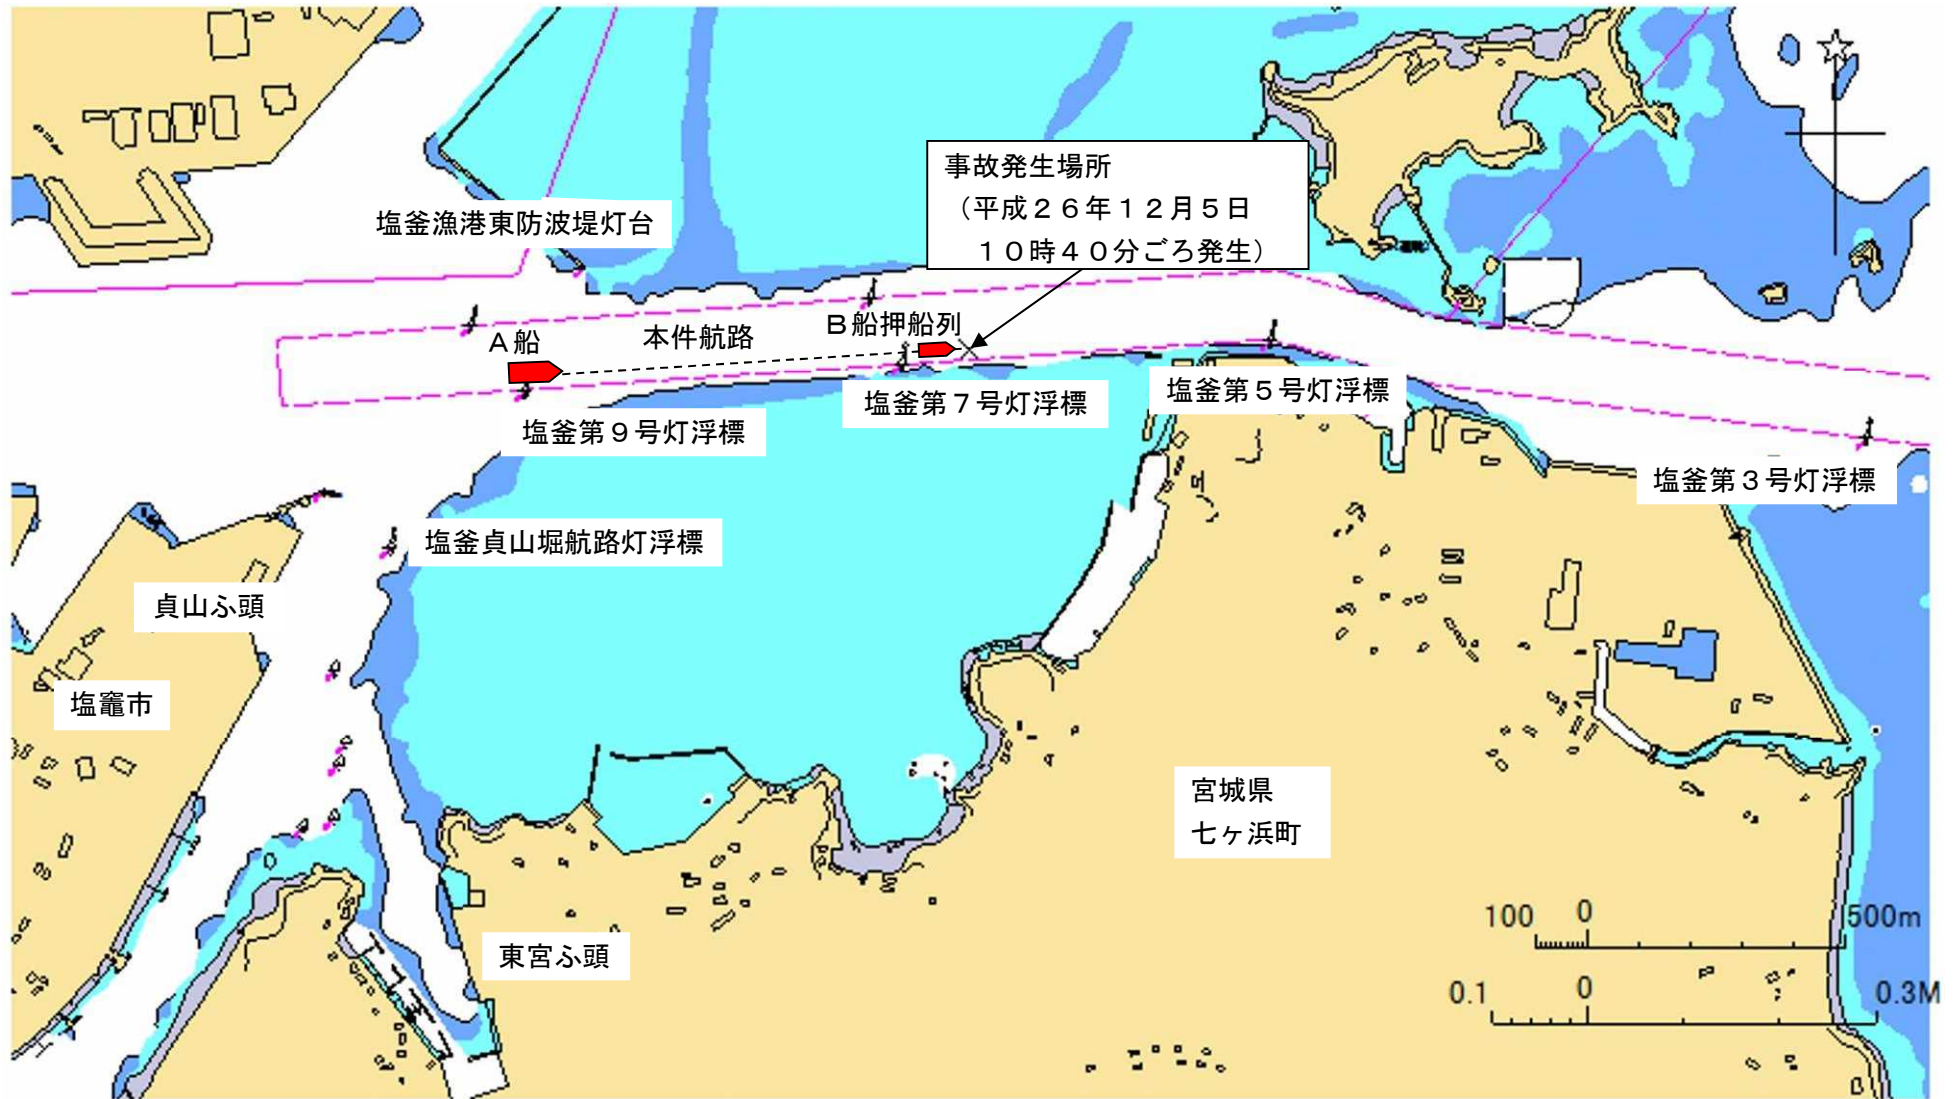 事故発生場所
(平成26年12月5日
10時40分ごろ発生)
塩釜漁港東防波堤灯台
A船
本件航路
B船押船列
塩釜第9号灯浮標
塩釜第7号灯浮標
塩釜第5号灯浮標
塩釜第3号灯浮標
塩釜貞山堀航路灯浮標
貞山ふ頭
塩竈市
宮城県
七ヶ浜町
東宮ふ頭
100 0 500m
0.1 0 0.3M